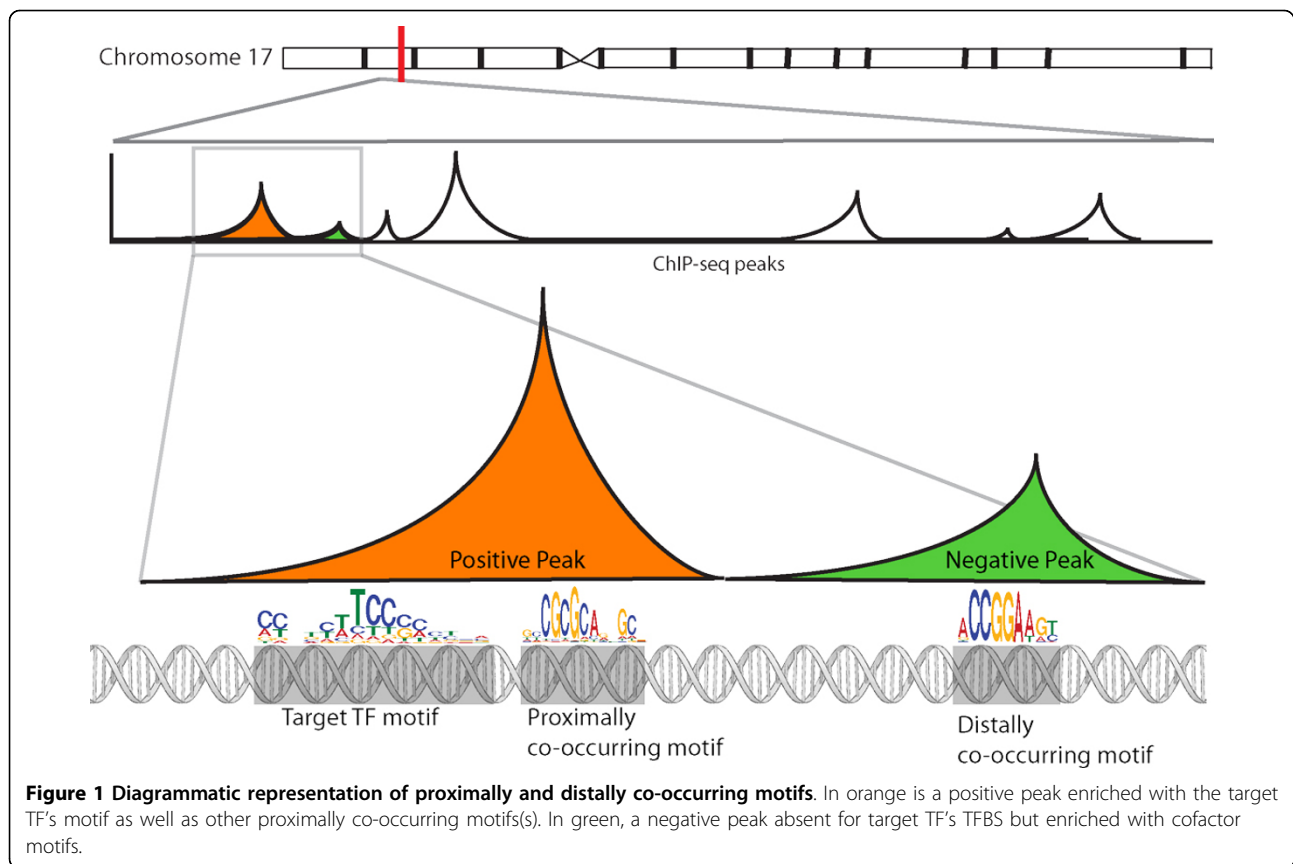 Chromosome 17
ChIP-seq peaks
Positive Peak
Negative Peak
Target TF motif
Proximally
co-occurring motif
Distally
co-occurring motif
Figure 1 Diagrammatic representation of proximally and distally co-occurring motifs. In orange is a positive peak enriched with the target
TF's motif as well as other proximally co-occurring motifs(s). In green, a negative peak absent for target TF's TFBS but enriched with cofactor
motifs.